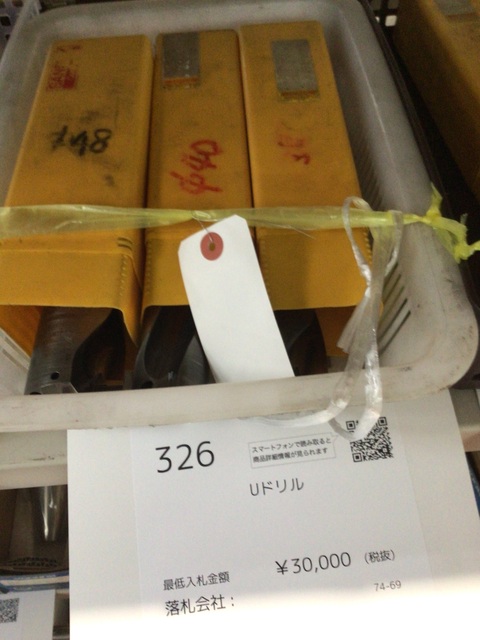 φ40
326
スマートフォンで読み取ると
商品詳細情報が見られます
Uドリル
最低入札金額 ￥30,000 (税抜)
落札会社：
74-69